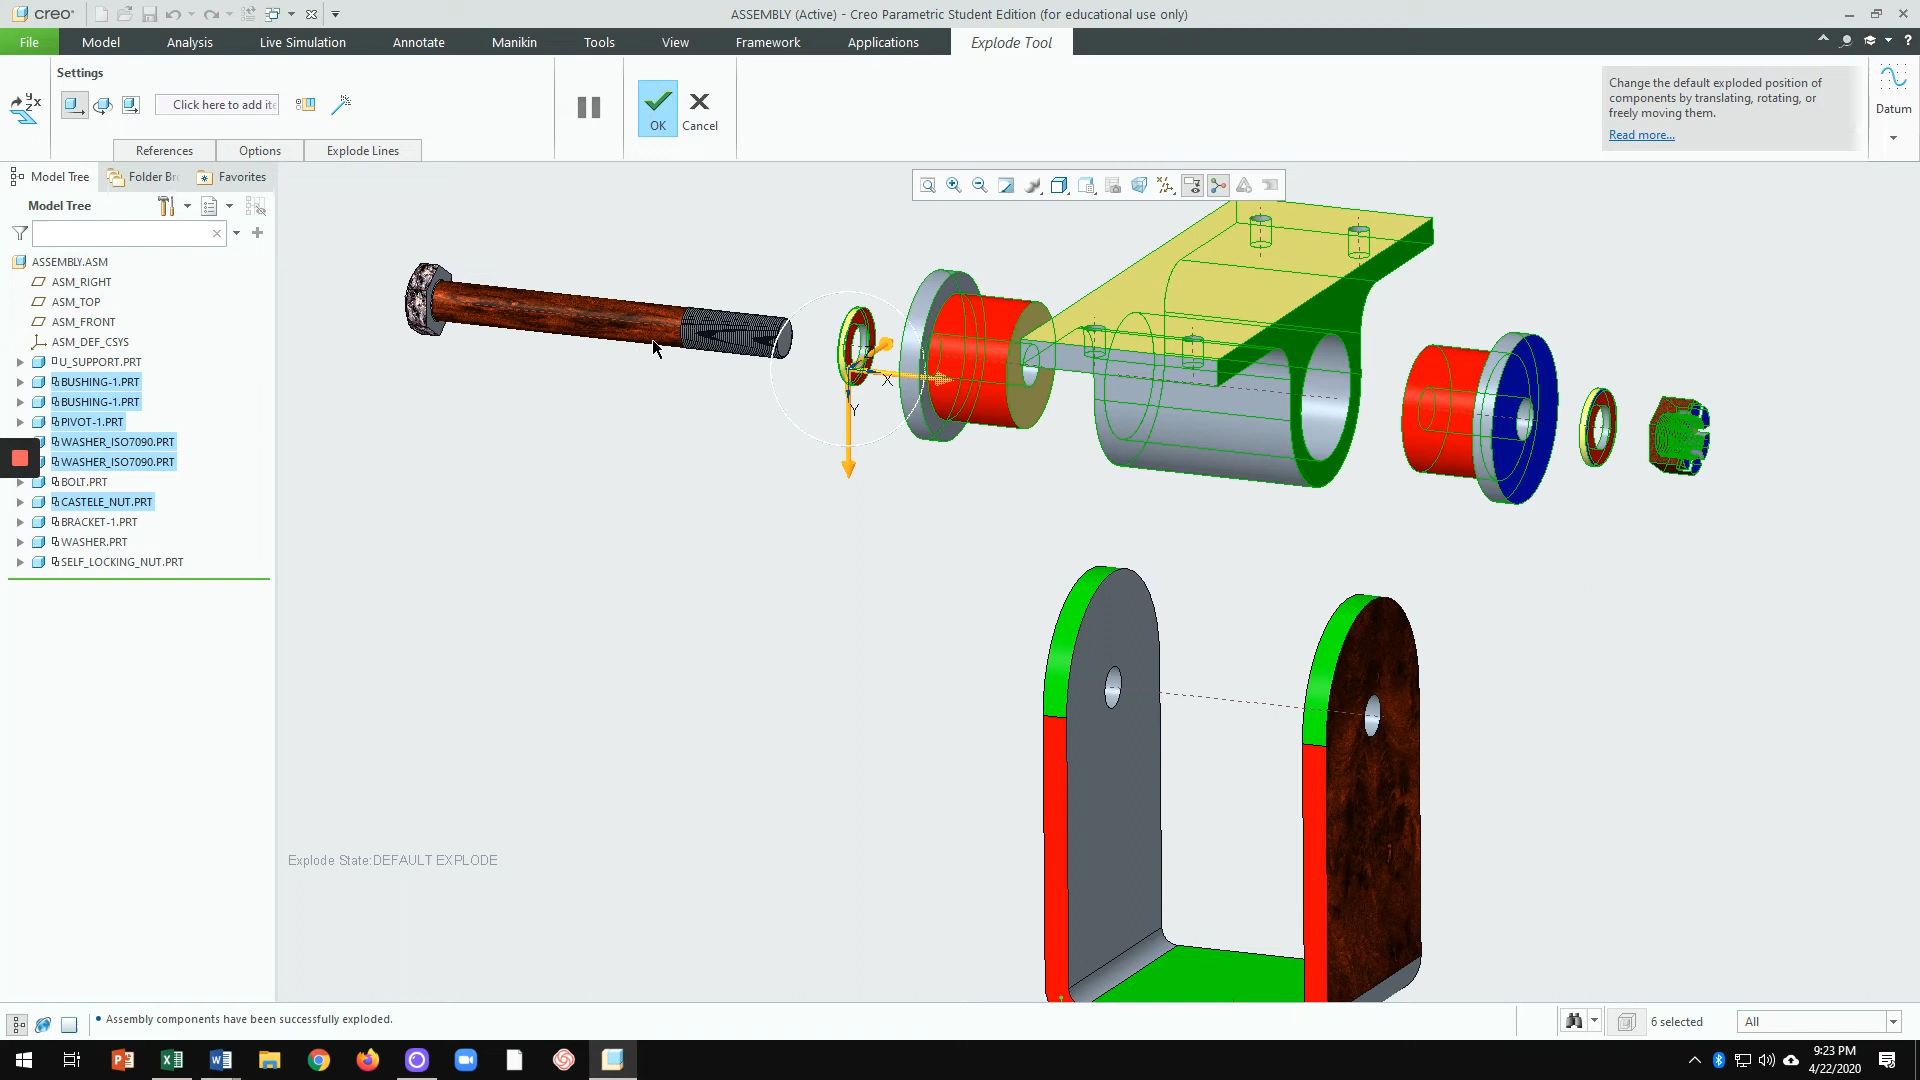 creo
ASSEMBLY (Active) - Creo Parametric Student Edition (for educational use only)
File
Model
Analysis
Live Simulation
Annotate
Manikin
Tools
View
Framework
Applications
Explode Tool
Settings
Click here to add ite
OK
Cancel
References
Options
Explode Lines
Change the default exploded position of
components by translating, rotating, or
freely moving them.
Read more...
Datum
Model Tree
Folder Br
Favorites
Model Tree
ASSEMBLY.ASM
ASM_RIGHT
ASM_TOP
ASM_FRONT
ASM_DEF_CSYS
U_SUPPORT.PRT
BUSHING-1.PRT
BUSHING-1.PRT
PIVOT-1.PRT
WASHER_ISO7090.PRT
WASHER_ISO7090.PRT
BOLT.PRT
CASTELE_NUT.PRT
BRACKET-1.PRT
WASHER.PRT
SELF_LOCKING_NUT.PRT
X
Y
Explode State:DEFAULT EXPLODE
• Assembly components have been successfully exploded.
6 selected
All
9:23 PM
4/22/2020